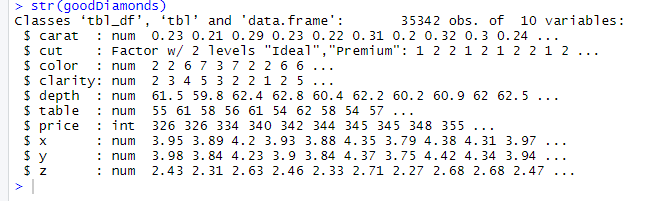 > str(goodDiamonds)
Classes ‘tbl_df’, ‘tbl’ and 'data.frame':	35342 obs. of  10 variables:
 $ carat  : num  0.23 0.21 0.29 0.23 0.22 0.31 0.2 0.32 0.3 0.24 ...
 $ cut    : Factor w/ 2 levels "Ideal","Premium": 1 2 2 1 2 1 2 2 1 2 ...
 $ color  : num  2 2 6 7 3 7 2 2 6 6 ...
 $ clarity: num  2 3 4 5 3 2 2 1 2 5 ...
 $ depth  : num  61.5 59.8 62.4 62.8 60.4 62.2 60.2 60.9 62 62.5 ...
 $ table  : num  55 61 58 56 61 54 62 58 54 57 ...
 $ price  : int  326 326 334 340 342 344 345 345 348 355 ...
 $ x      : num  3.95 3.89 4.2 3.93 3.88 4.35 3.79 4.38 4.31 3.97 ...
 $ y      : num  3.98 3.84 4.23 3.9 3.84 4.37 3.75 4.42 4.34 3.94 ...
 $ z      : num  2.43 2.31 2.63 2.46 2.33 2.71 2.27 2.68 2.68 2.47 ...
>